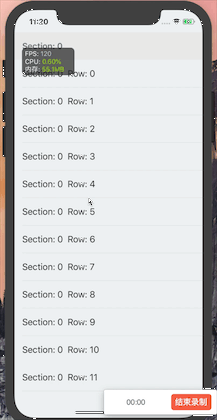 11:20
Section: 0
FPS: 120
CPU: 0.60%
内存: 55.1MB
Section: 0 Row: 0
Section: 0 Row: 1
Section: 0 Row: 2
Section: 0 Row: 3
Section: 0 Row: 4
Section: 0 Row: 5
Section: 0 Row: 6
Section: 0 Row: 7
Section: 0 Row: 8
Section: 0 Row: 9
Section: 0 Row: 10
Section: 0 Row: 11
00:00
结束录制